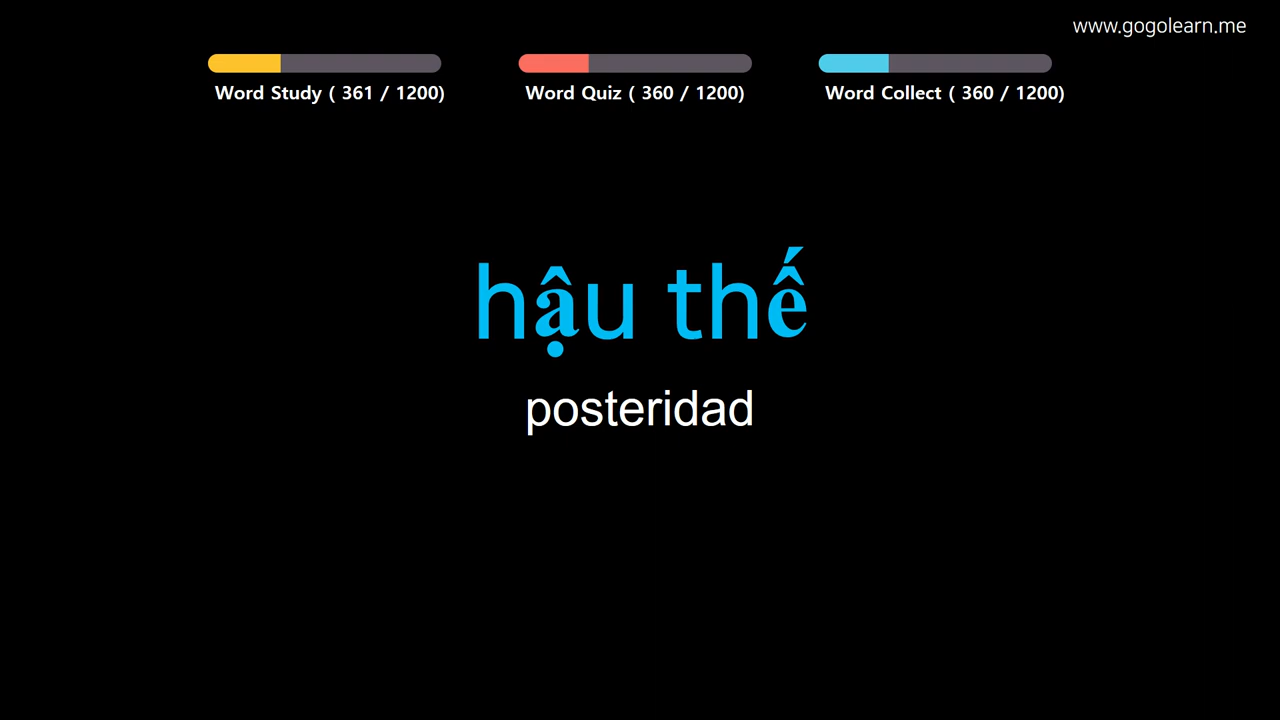 www.gogolearn.me
Word Study ( 361 / 1200)
Word Quiz ( 360 / 1200)
Word Collect ( 360 / 1200)
hậu thế
posteridad